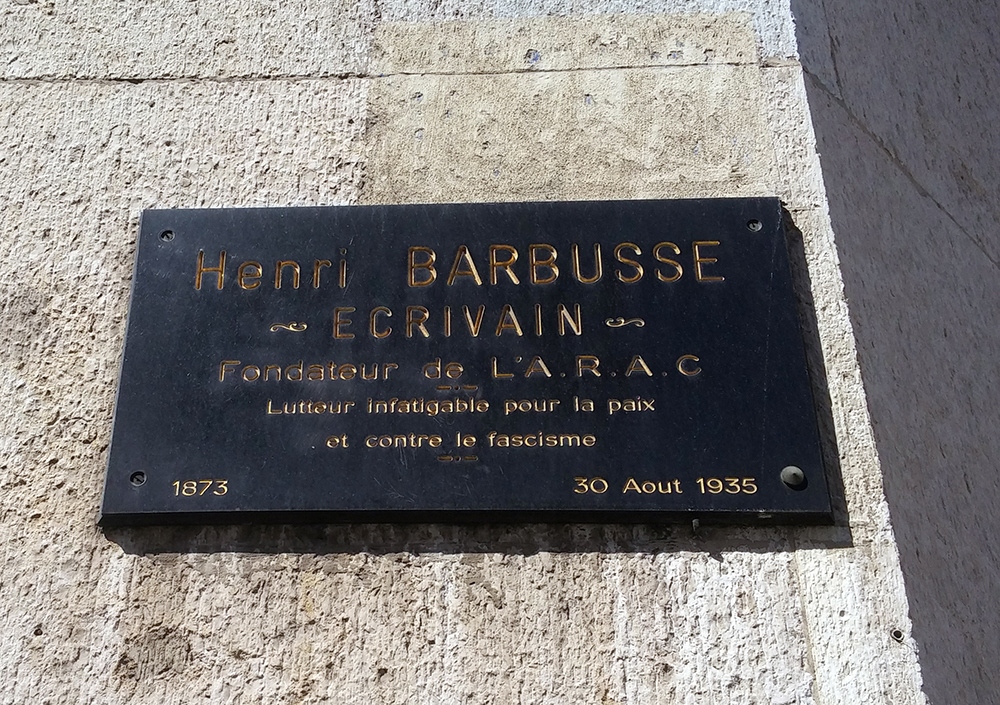 Henri BARBUSSE
~ ECRIVAIN ~
Fondateur de L'A.R.A.C
Lutteur infatigable pour la paix
et contre le fascisme
1873 30 Aout 1935